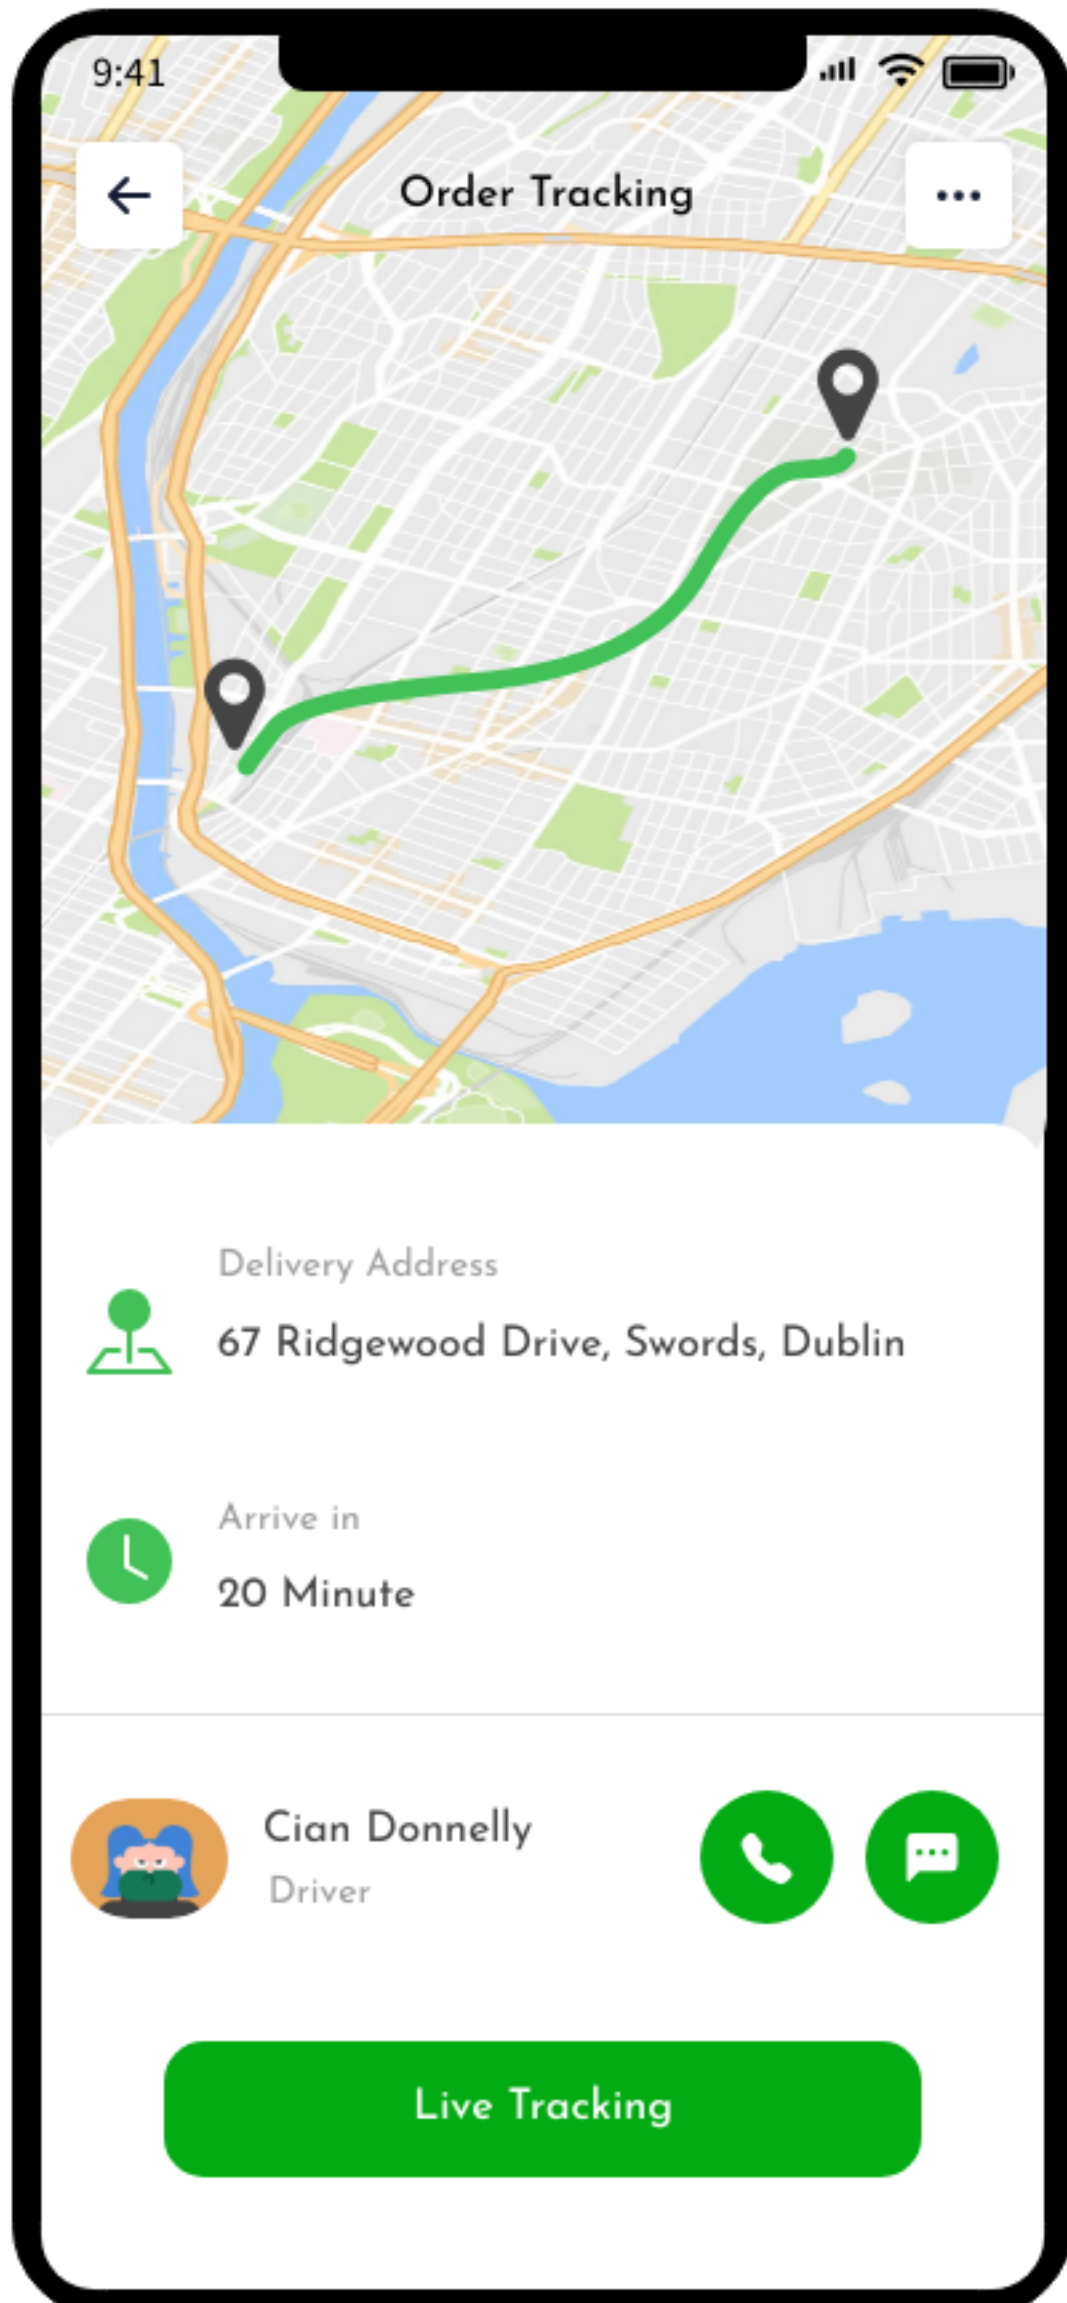 9:41
Order Tracking
Delivery Address
67 Ridgewood Drive, Swords, Dublin
Arrive in
20 Minute
Cian Donnelly
Driver
Live Tracking